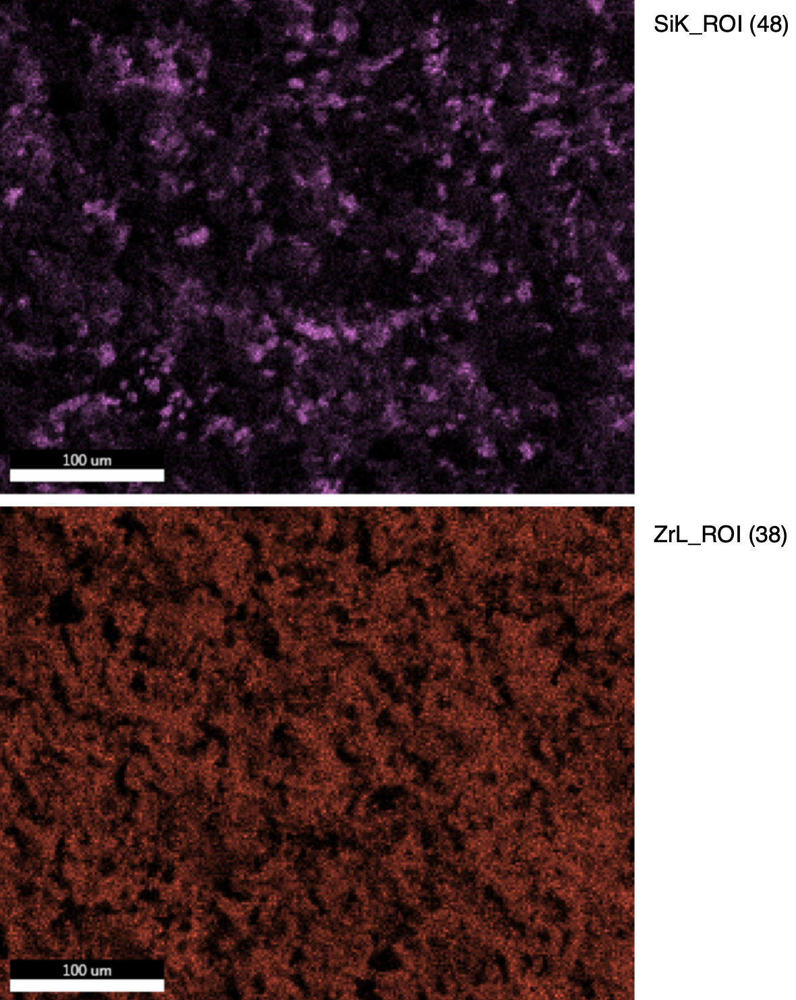 SiK_ROI (48)
100 um
ZrL_ROI (38)
100 um